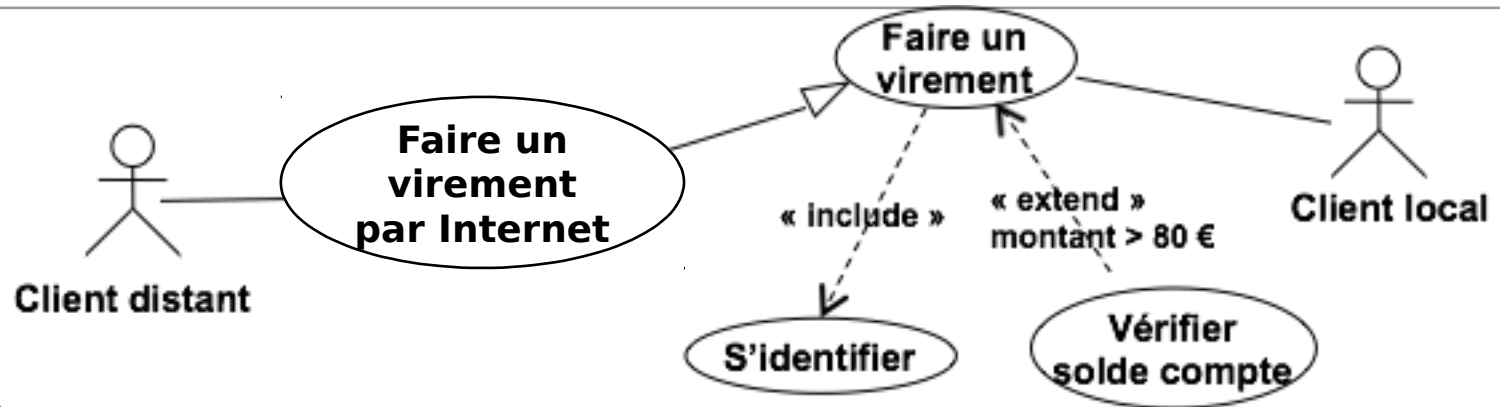 Faire un
virement
Faire un
virement
par Internet
« include »
« extend »
montant > 80 €
Client local
Client distant
S'identifier
Vérifier
solde compte